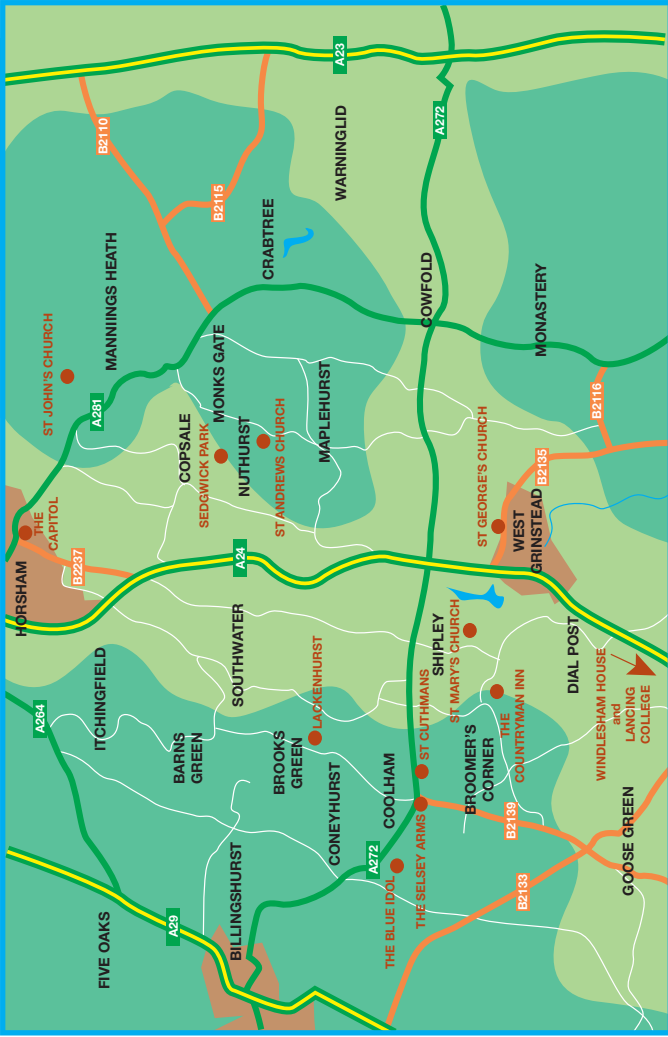 HORSHAM
THE
CAPITOL
A264
ST JOHN'S CHURCH
B2237
A281
ITCHINGFIELD
FIVE OAKS
MANNIINGS HEATH
B2110
A29
BARNS
GREEN
COPSALE
SEDGWICK PARK
MONKS GATE
B2115
BILLINGSHURST
SOUTHWATER
A24
NUTHURST
CRABTREE
BROOKS
GREEN
ST ANDREWS CHURCH
LACKENHURST
CONEYHURST
MAPLEHURST
WARNINGLID
A23
A272
THE BLUE IDOL
COOLHAM
THE SELSEY ARMS
ST CUTHMANS
SHIPLEY
COWFOLD
A272
ST MARY'S CHURCH
BROOMER'S
CORNER
ST GEORGE'S CHURCH
THE
COUNTRYMAN INN
B2139
B2133
WEST
GRINSTEAD
B2135
MONASTERY
DIAL POST
B2116
WINDLESHAM HOUSE
and
LANCING
COLLEGE
GOOSE GREEN